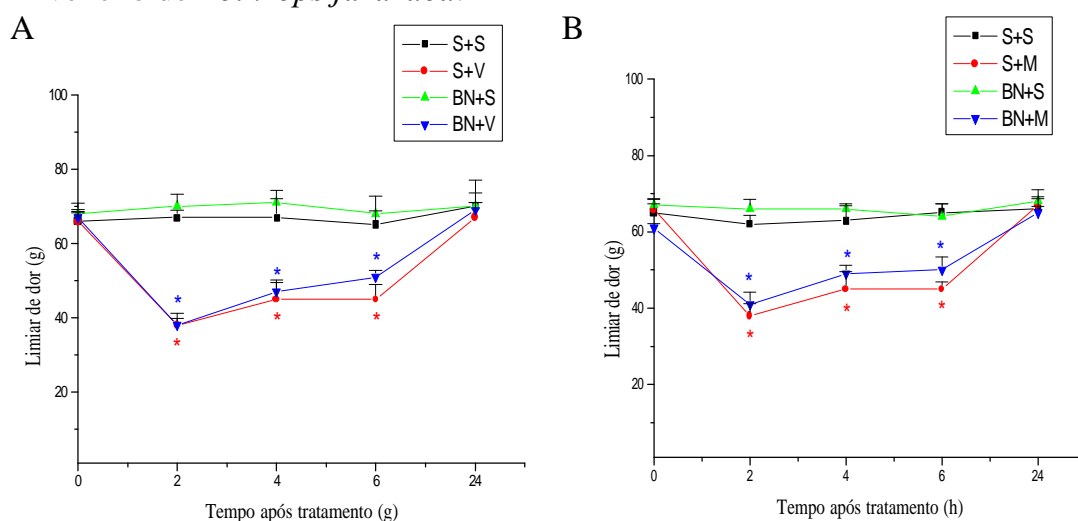 A
S+S
S+V
BN+S
BN+V
100
80
60
40
20
0
2
4
6
24
Limiar de dor (g)
Tempo após tratamento (g)
*
*
*
*
*
*
B
S+S
S+M
BN+S
BN+M
100
80
60
40
20
0
2
4
6
24
Limiar de dor (g)
Tempo após tratamento (h)
*
*
*
*
*
*